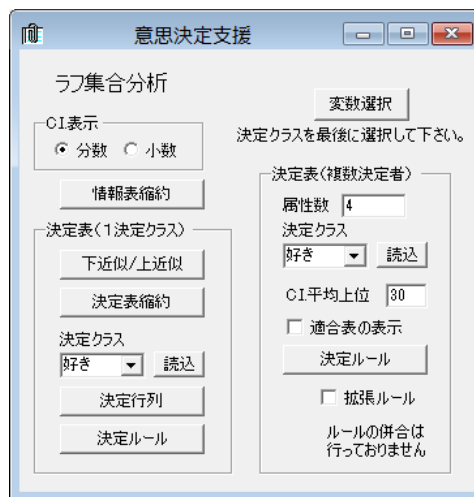 意思決定支援
ラフ集合分析
C.I.表示
分数 小数
情報表縮約
決定表(1決定クラス)
下近似/上近似
決定表縮約
決定クラス
好き 読込
決定行列
決定ルール
変数選択
決定クラスを最後に選択して下さい。
決定表(複数決定者)
属性数 4
決定クラス
好き 読込
C.I.平均上位 30
適合表の表示
決定ルール
拡張ルール
ルールの併合は
行っておりません